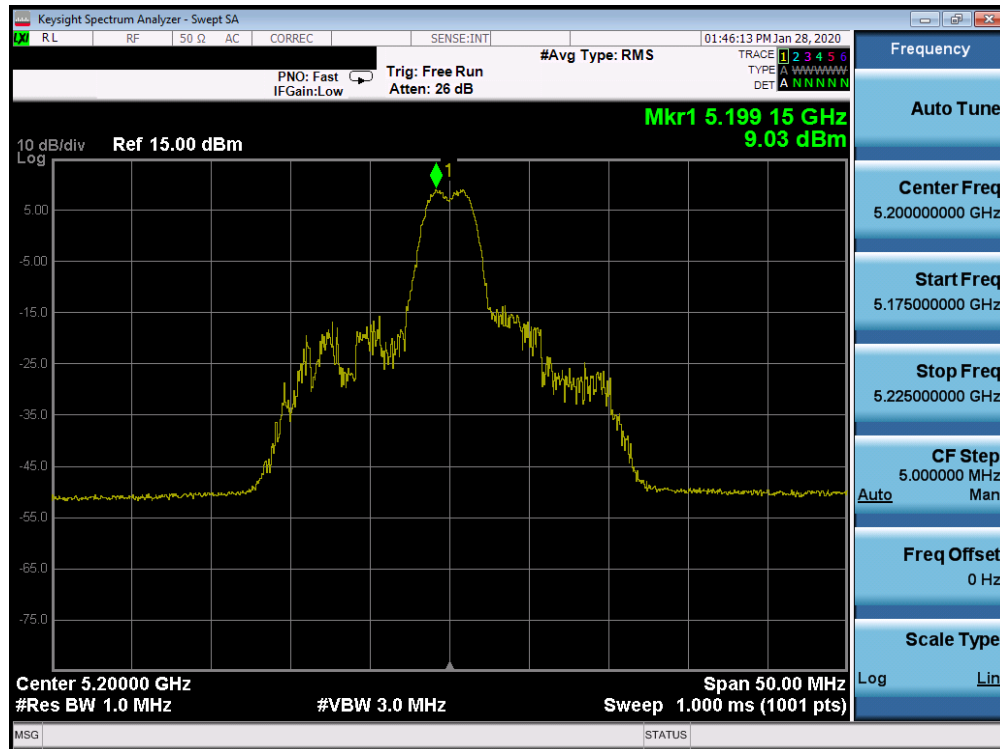 Keysight Spectrum Analyzer - Swept SA
LXI RL RF 50 Ω AC CORREC SENSE:INT 01:46:13 PM Jan 28, 2020
#Avg Type: RMS
TRACE 1 2 3 4 5 6
PNO: Fast Trig: Free Run
TYPE A WWWWW
IFGain:Low Atten: 26 dB
DET A N N N N N
Mkr1 5.199 15 GHz
9.03 dBm
10 dB/div Ref 15.00 dBm
Log
1
5.00
-5.00
-15.0
-25.0
-35.0
-45.0
-55.0
-65.0
-75.0
Center 5.20000 GHz Span 50.00 MHz
#Res BW 1.0 MHz #VBW 3.0 MHz Sweep 1.000 ms (1001 pts)
MSG STATUS
Frequency
Auto Tune
Center Freq
5.200000000 GHz
Start Freq
5.175000000 GHz
Stop Freq
5.225000000 GHz
CF Step
5.000000 MHz
Auto Man
Freq Offset
0 Hz
Scale Type
Log Lin